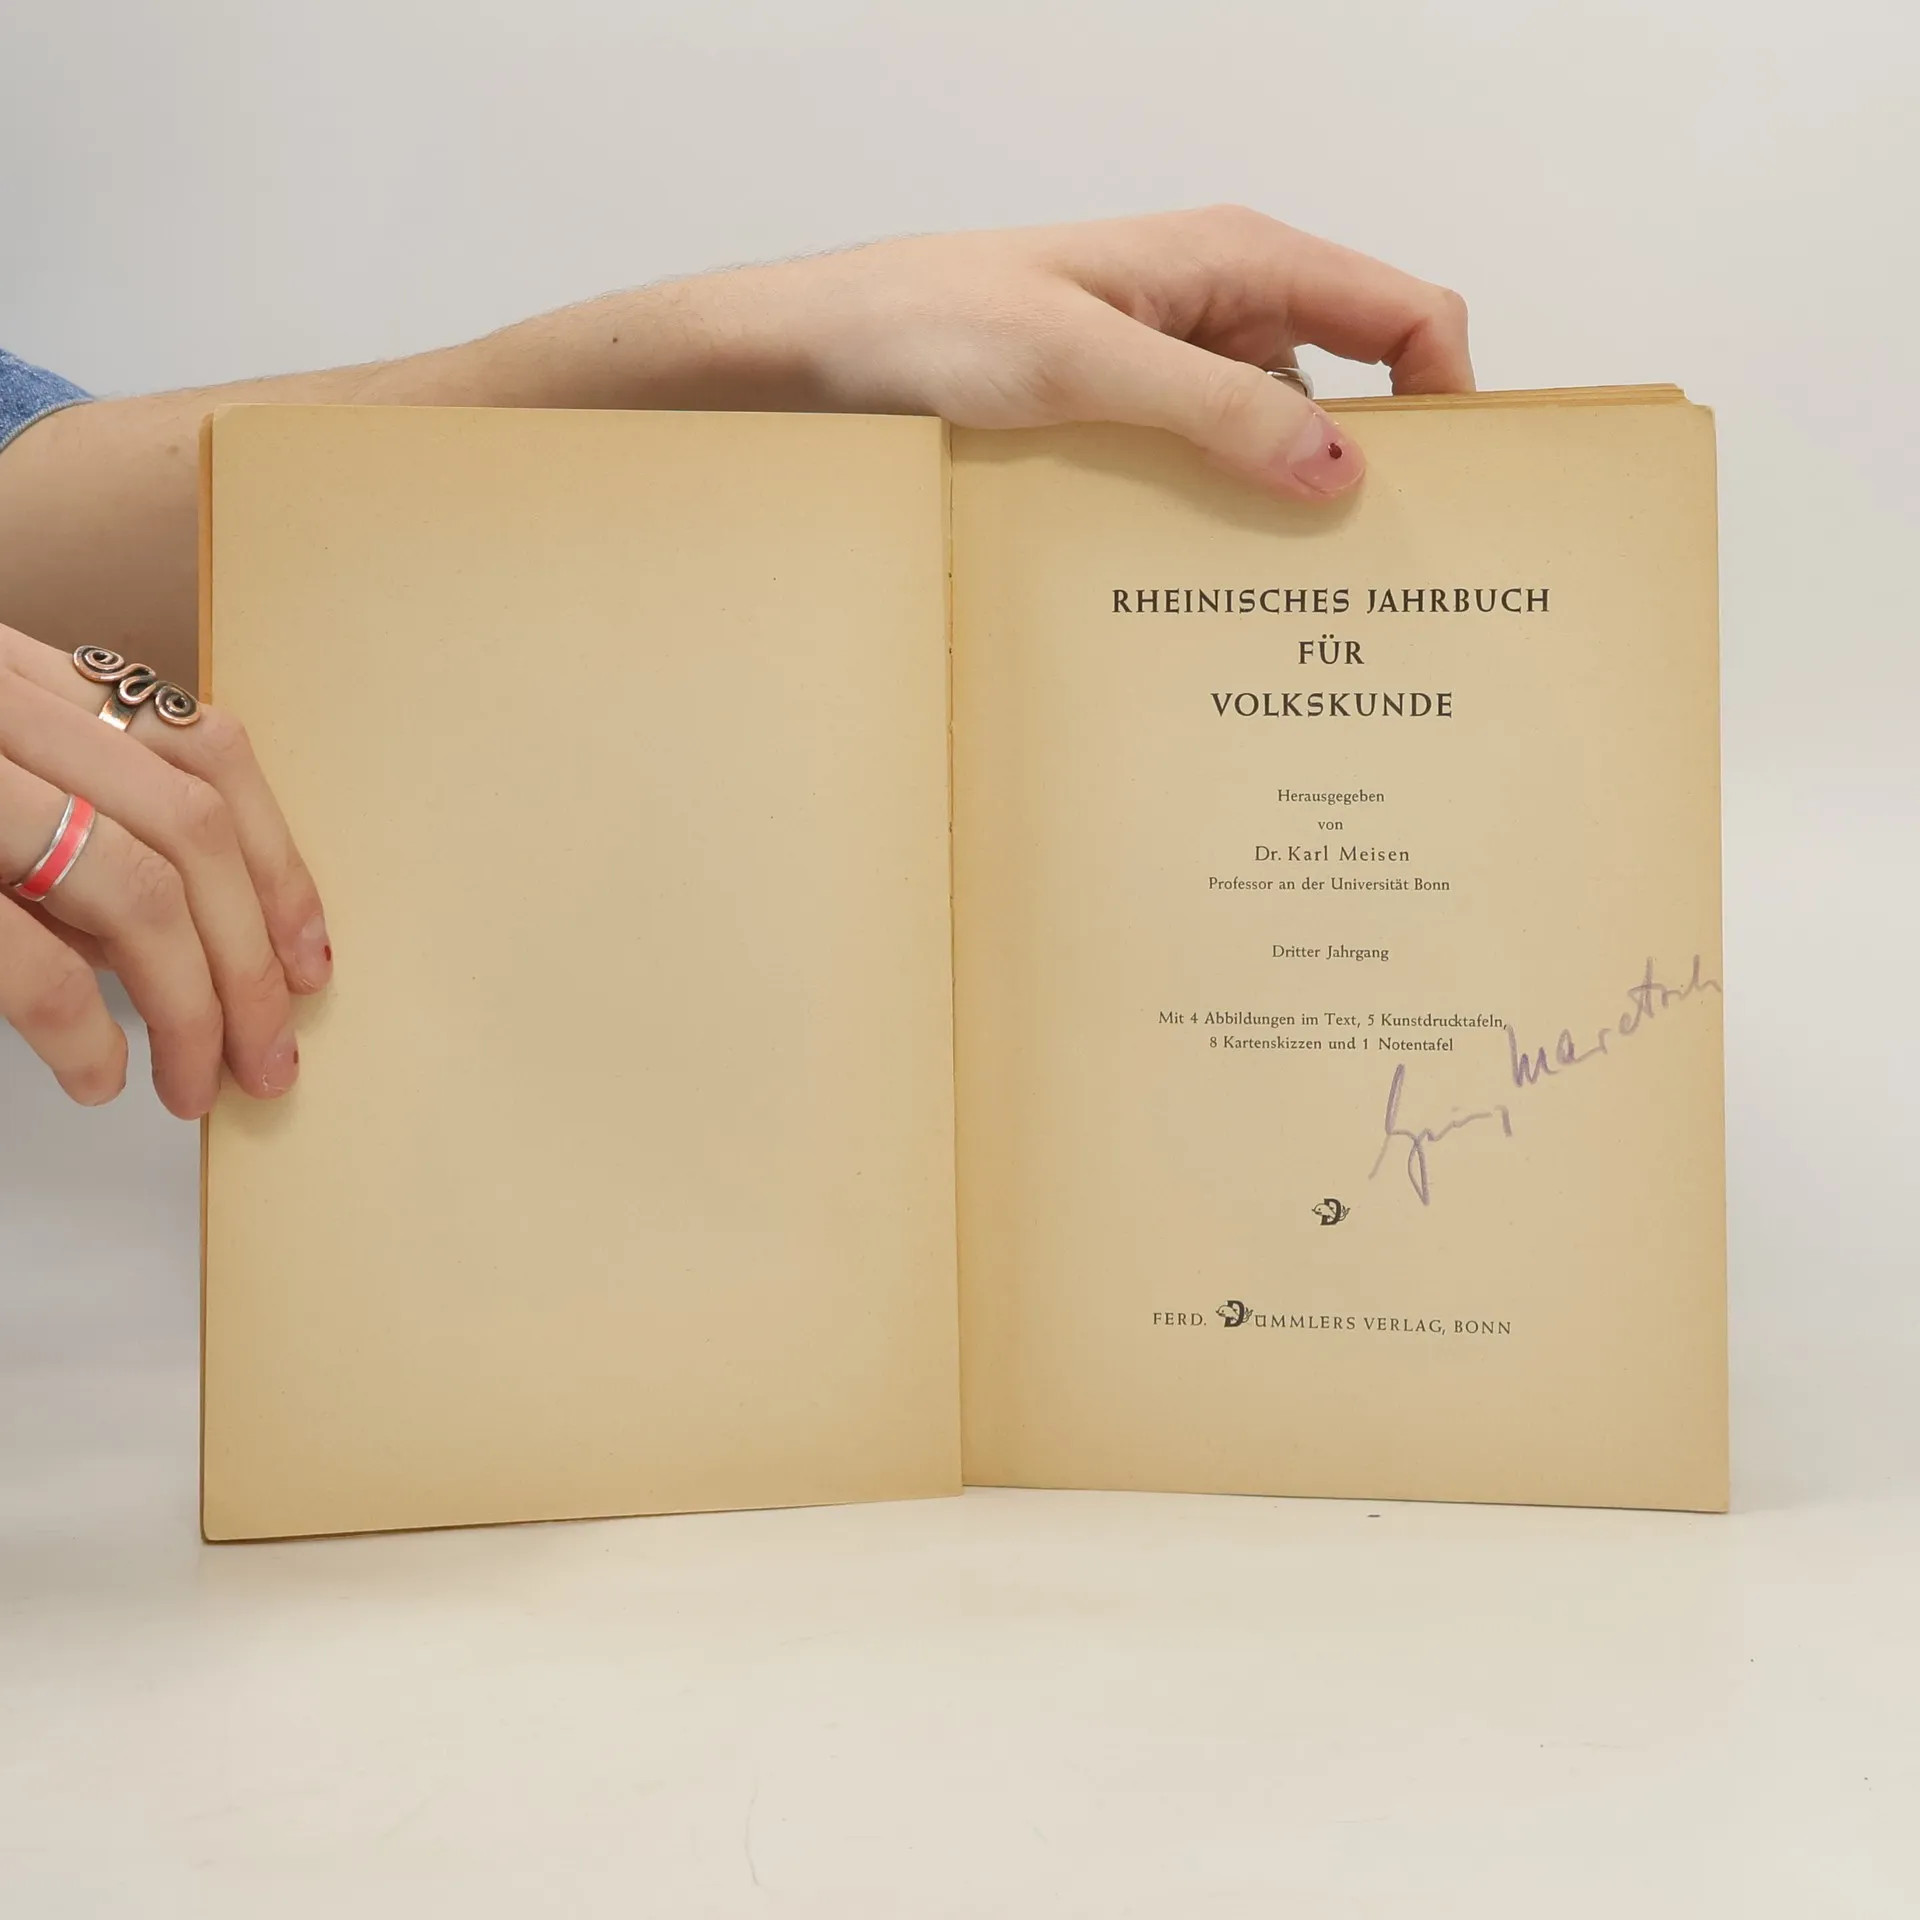 RHEINISCHES JAHRBUCH
FÜR
VOLKSKUNDE
Herausgegeben
von
Dr. Karl Meisen
Professor an der Universität Bonn
Dritter Jahrgang
Mit 4 Abbildungen im Text, 5 Kunstdrucktafeln,
8 Kartenskizzen und 1 Notentafel
D
FERD. DÜMMLERS VERLAG, BONN